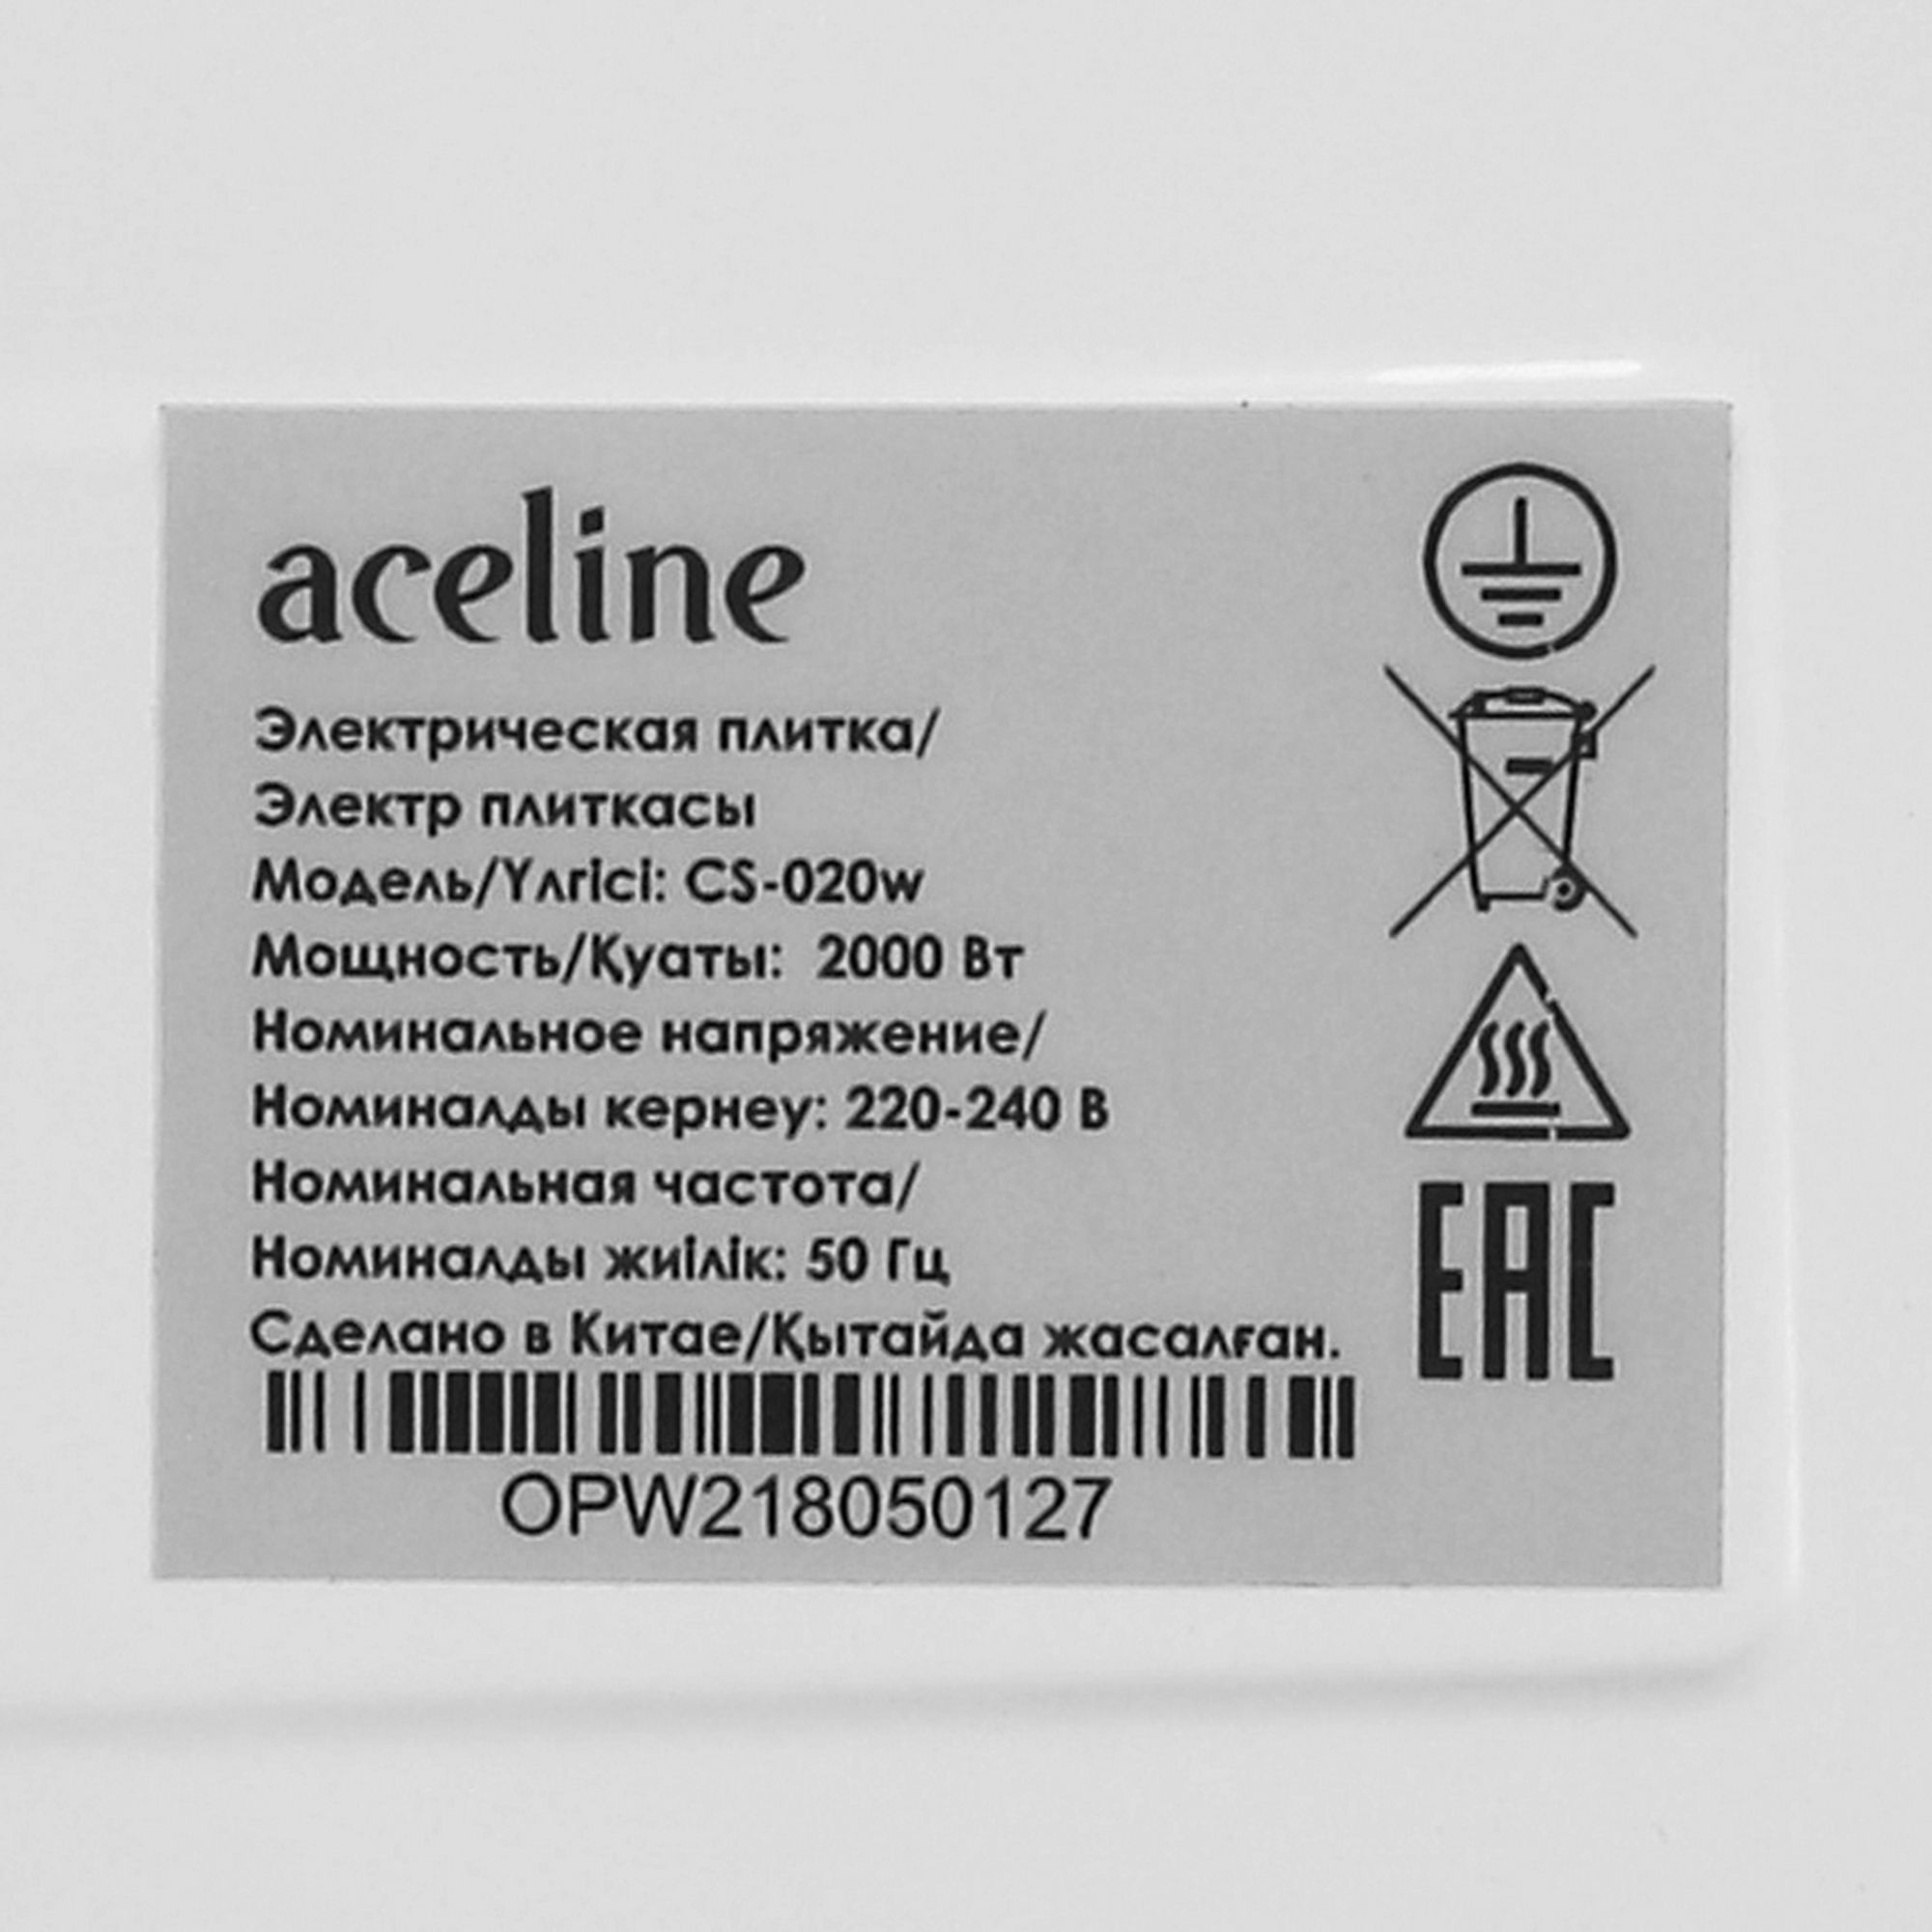 aceline
Электрическая плитка/
Электр плиткасы
Модель/Үлгісі: CS-020w
Мощность/Қуаты: 2000 Вт
Номинальное напряжение/
Номиналды кернеу: 220-240 В
Номинальная частота/
Номиналды жиілік: 50 Гц
Сделано в Китае/Қытайда жасалған.
OPW218050127
EAC